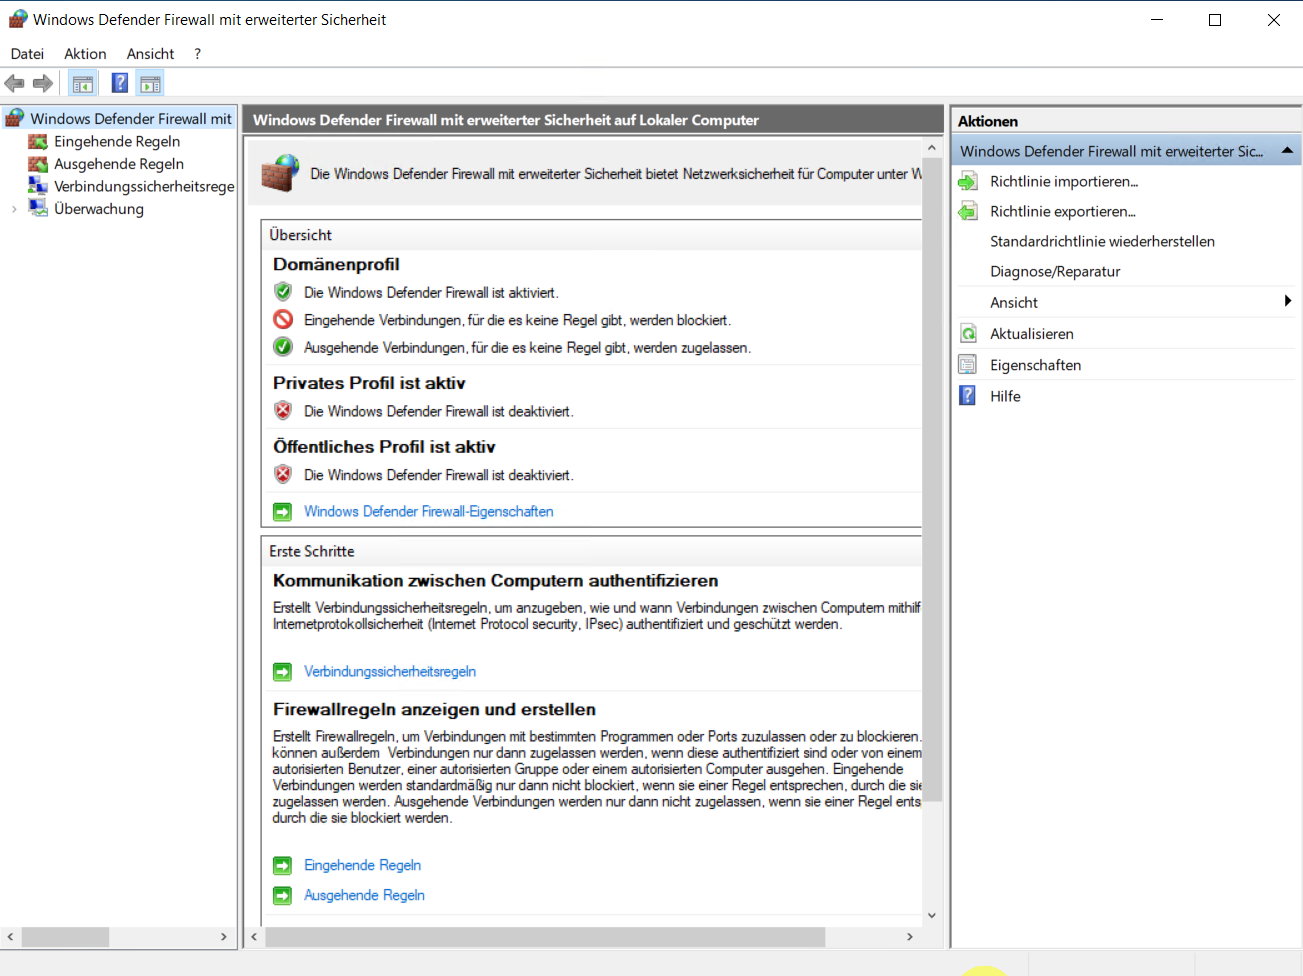 Windows Defender Firewall mit erweiterter Sicherheit
Datei Aktion Ansicht ?
Windows Defender Firewall mit
Eingehende Regeln
Ausgehende Regeln
Verbindungssicherheitsrege
Überwachung
Windows Defender Firewall mit erweiterter Sicherheit auf Lokaler Computer
Die Windows Defender Firewall mit erweiterter Sicherheit bietet Netzwerksicherheit für Computer unter W
Übersicht
Domänenprofil
Die Windows Defender Firewall ist aktiviert.
Eingehende Verbindungen, für die es keine Regel gibt, werden blockiert.
Ausgehende Verbindungen, für die es keine Regel gibt, werden zugelassen.
Privates Profil ist aktiv
Die Windows Defender Firewall ist deaktiviert.
Öffentliches Profil ist aktiv
Die Windows Defender Firewall ist deaktiviert.
Windows Defender Firewall-Eigenschaften
Erste Schritte
Kommunikation zwischen Computern authentifizieren
Erstellt Verbindungssicherheitsregeln, um anzugeben, wie und wann Verbindungen zwischen Computern mithilf
Internetprotokollsicherheit (Internet Protocol security, IPsec) authentifiziert und geschützt werden.
Verbindungssicherheitsregeln
Firewallregeln anzeigen und erstellen
Erstellt Firewallregeln, um Verbindungen mit bestimmten Programmen oder Ports zuzulassen oder zu blockieren.
können außerdem Verbindungen nur dann zugelassen werden, wenn diese authentifiziert sind oder von einem
autorisierten Benutzer, einer autorisierten Gruppe oder einem autorisierten Computer ausgehen. Eingehende
Verbindungen werden standardmäßig nur dann nicht blockiert, wenn sie einer Regel entsprechen, durch die sie
zugelassen werden. Ausgehende Verbindungen werden nur dann nicht zugelassen, wenn sie einer Regel ents
durch die sie blockiert werden.
Eingehende Regeln
Ausgehende Regeln
Aktionen
Windows Defender Firewall mit erweiterter Sic...
Richtlinie importieren...
Richtlinie exportieren...
Standardrichtlinie wiederherstellen
Diagnose/Reparatur
Ansicht
Aktualisieren
Eigenschaften
Hilfe